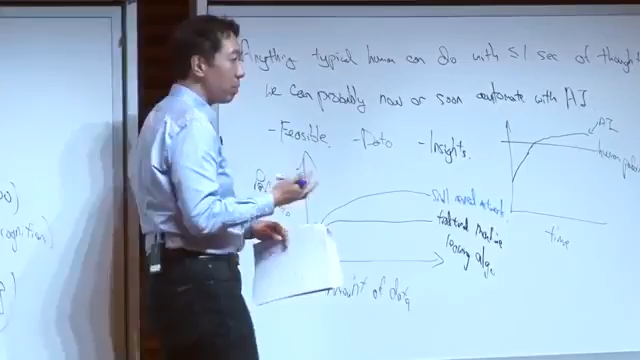 Anything typical human can do with ≤1 sec of thought
we can probably now or soon automate with AI.
- Feasible. - Data - Insights.
AI
human
time
small neural network
traditional machine
learning algo
amount of data